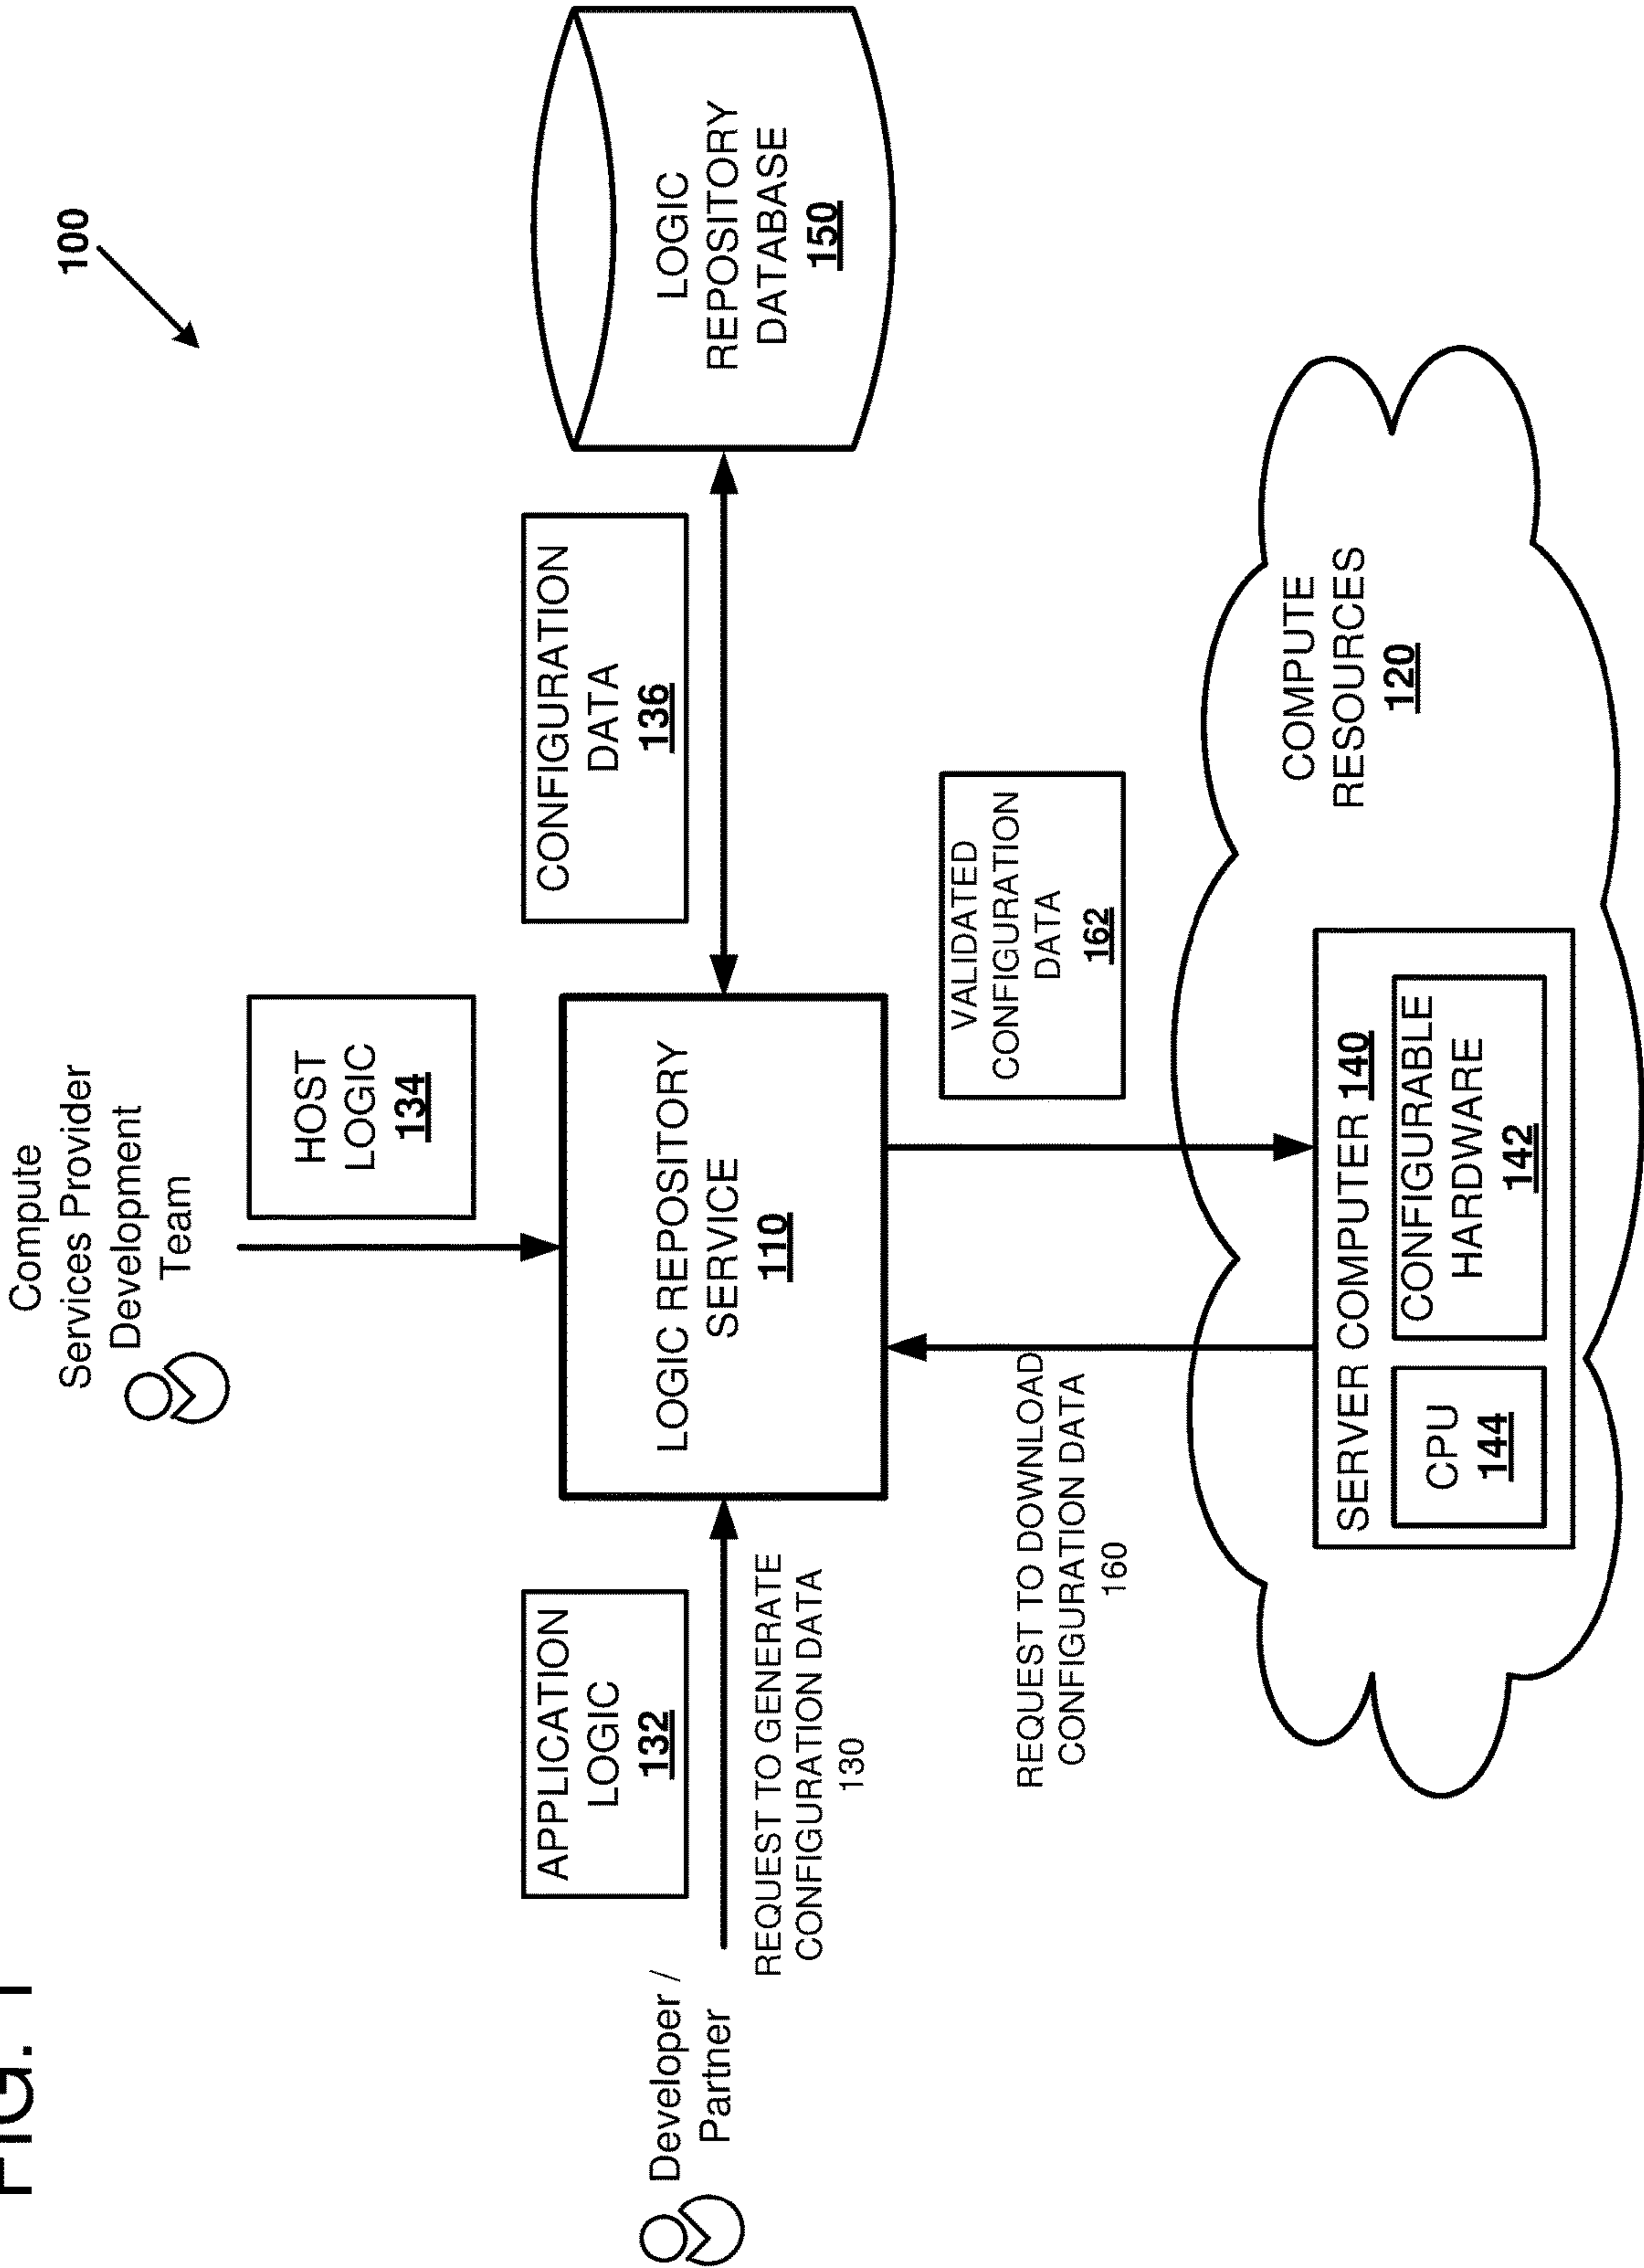 FIG. 1
100
Compute
Services Provider
Development
Team
HOST
LOGIC
134
Developer /
Partner
APPLICATION
LOGIC
132
REQUEST TO GENERATE
CONFIGURATION DATA
130
LOGIC REPOSITORY
SERVICE
110
CONFIGURATION
DATA
136
LOGIC
REPOSITORY
DATABASE
150
REQUEST TO DOWNLOAD
CONFIGURATION DATA
160
VALIDATED
CONFIGURATION
DATA
162
SERVER COMPUTER 140
CPU
144
CONFIGURABLE
HARDWARE
142
COMPUTE
RESOURCES
120